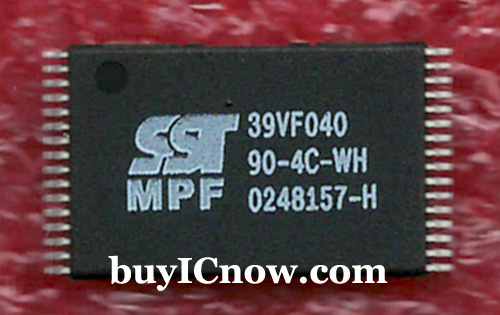 SST 39VF040
90-4C-WH
MPF 0248157-H
buyICnow.com